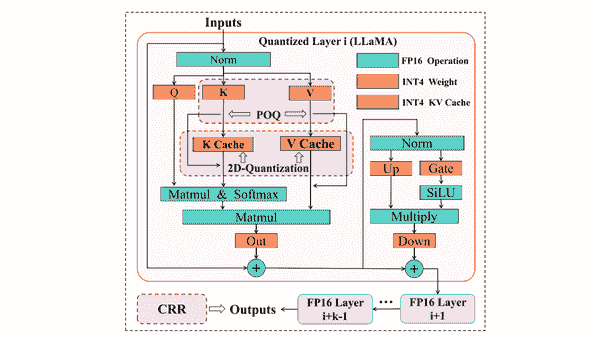 Inputs
Quantized Layer i (LLaMA)
Norm
FP16 Operation
INT4 Weight
INT4 KV Cache
Q
K
V
POQ
K Cache
V Cache
2D-Quantization
Matmul & Softmax
Matmul
Out
+
Norm
Up
Gate
SiLU
Multiply
Down
+
CRR
Outputs
FP16 Layer
i+k-1
...
FP16 Layer
i+1